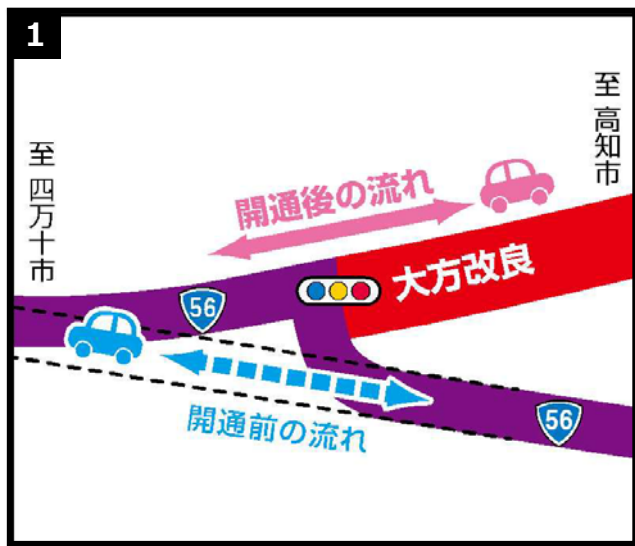 1
至 高知市
至 四万十市
開通後の流れ
大方改良
56
開通前の流れ
56